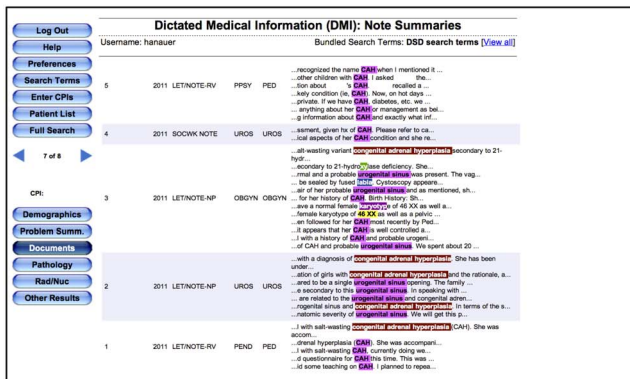 Dictated Medical Information (DMI): Note Summaries
Username: hanauer
Bundled Search Terms: DSD search terms [View all]
Log Out
Help
Preferences
Search Terms
Enter CPIs
Patient List
Full Search
7 of 8
CPI:
Demographics
Problem Summ.
Documents
Pathology
Rad/Nuc
Other Results
5 2011 LET/NOTE-RV PPSY PED
...recognized the name CAH when I mentioned it ...
...other children with CAH. I asked the...
...tion about 's CAH. recalled a ...
...kely condition (ie, CAH). Now, on hot days ...
...private. If we have CAH, diabetes, etc. we ...
... anything about her CAH or management as bei...
...g information about CAH and exactly what inf...
4 2011 SOCWK NOTE UROS UROS
...ssment, given hx of CAH. Please refer to ca...
...ical aspects of her CAH condition and she re...
3 2011 LET/NOTE-NP OBGYN OBGYN
...alt-wasting variant congenital adrenal hyperplasia secondary to 21-
hydr...
...econdary to 21-hydroxylase deficiency. She...
...rmal and a probable urogenital sinus was present. The vag...
... be sealed by fused labia. Cystoscopy appeare...
...air of her probable urogenital sinus and as mentioned, sh...
... for her history of CAH. Birth History: Sh...
...ave a normal female karyotype of 46 XX as well a...
...female karyotype of 46 XX as well as a pelvic ...
...en followed for her CAH most recently by Ped...
...it appears that her CAH is well controlled a...
...l with a history of CAH and probable urogeni...
...of CAH and probable urogenital sinus. We spent about 20 ...
2 2011 LET/NOTE-NP UROS UROS
...with a diagnosis of congenital adrenal hyperplasia. She has been
under...
...ation of girls with congenital adrenal hyperplasia and the rationale, a...
...ared to be a single urogenital sinus opening. The family ...
...e secondary to this urogenital sinus. In speaking with ...
... are related to the urogenital sinus and congenital adren...
...rogenital sinus and congenital adrenal hyperplasia. In terms of the s...
...natomic severity of urogenital sinus. We will get this p...
1 2011 LET/NOTE-RV PEND PED
...l with salt-wasting congenital adrenal hyperplasia (CAH). She was
accom...
...drenal hyperplasia (CAH). She was accompani...
...l with salt-wasting CAH, currently doing we...
...d questionnaire for CAH this time. This was ...
...id some teaching on CAH. I planned to repea...